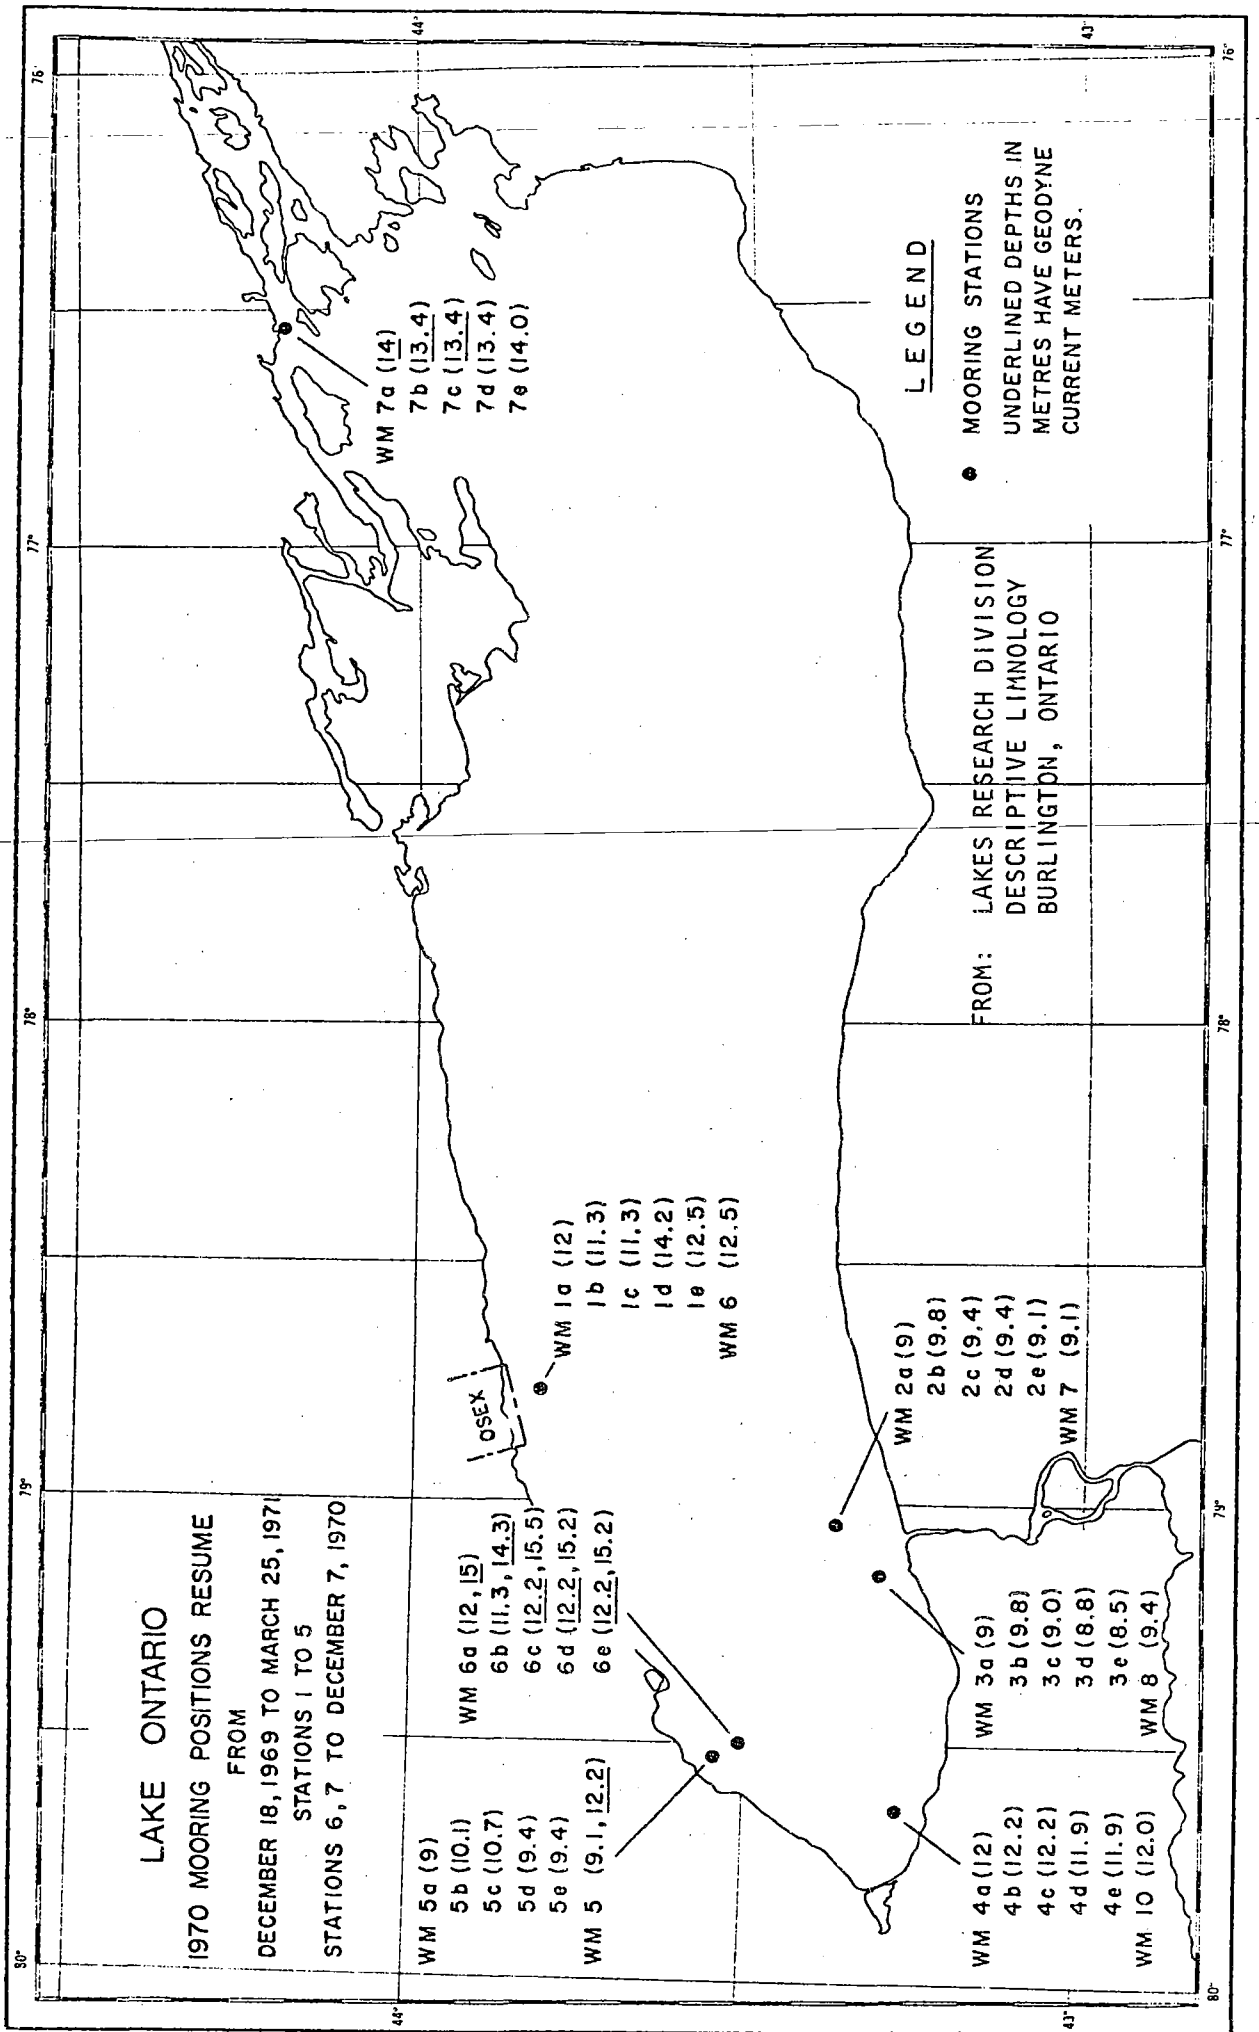 LAKE ONTARIO
1970 MOORING POSITIONS RESUME
FROM
DECEMBER 18, 1969 TO MARCH 25, 1971
STATIONS 1 TO 5
STATIONS 6, 7 TO DECEMBER 7, 1970
80°
79°
78°
77°
76°
44°
44°
43°
43°
80°
79°
78°
77°
76°
WM 5a (9)
5b (10.1)
5c (10.7)
5d (9.4)
5e (9.4)
WM 5 (9.1, 12.2)
WM 6a (12, 15)
6b (11.3, 14.3)
6c (12.2, 15.5)
6d (12.2, 15.2)
6e (12.2, 15.2)
OSEX
WM 1a (12)
1b (11.3)
1c (11.3)
1d (14.2)
1e (12.5)
WM 6 (12.5)
WM 7a (14)
7b (13.4)
7c (13.4)
7d (13.4)
7e (14.0)
WM 4a (12)
4b (12.2)
4c (12.2)
4d (11.9)
4e (11.9)
WM 10 (12.0)
WM 3a (9)
3b (9.8)
3c (9.0)
3d (8.8)
3e (8.5)
WM 8 (9.4)
WM 2a (9)
2b (9.8)
2c (9.4)
2d (9.4)
2e (9.1)
WM 7 (9.1)
FROM: LAKES RESEARCH DIVISION
DESCRIPTIVE LIMNOLOGY
BURLINGTON, ONTARIO
LEGEND
MOORING STATIONS
UNDERLINED DEPTHS IN
METRES HAVE GEODYNE
CURRENT METERS.